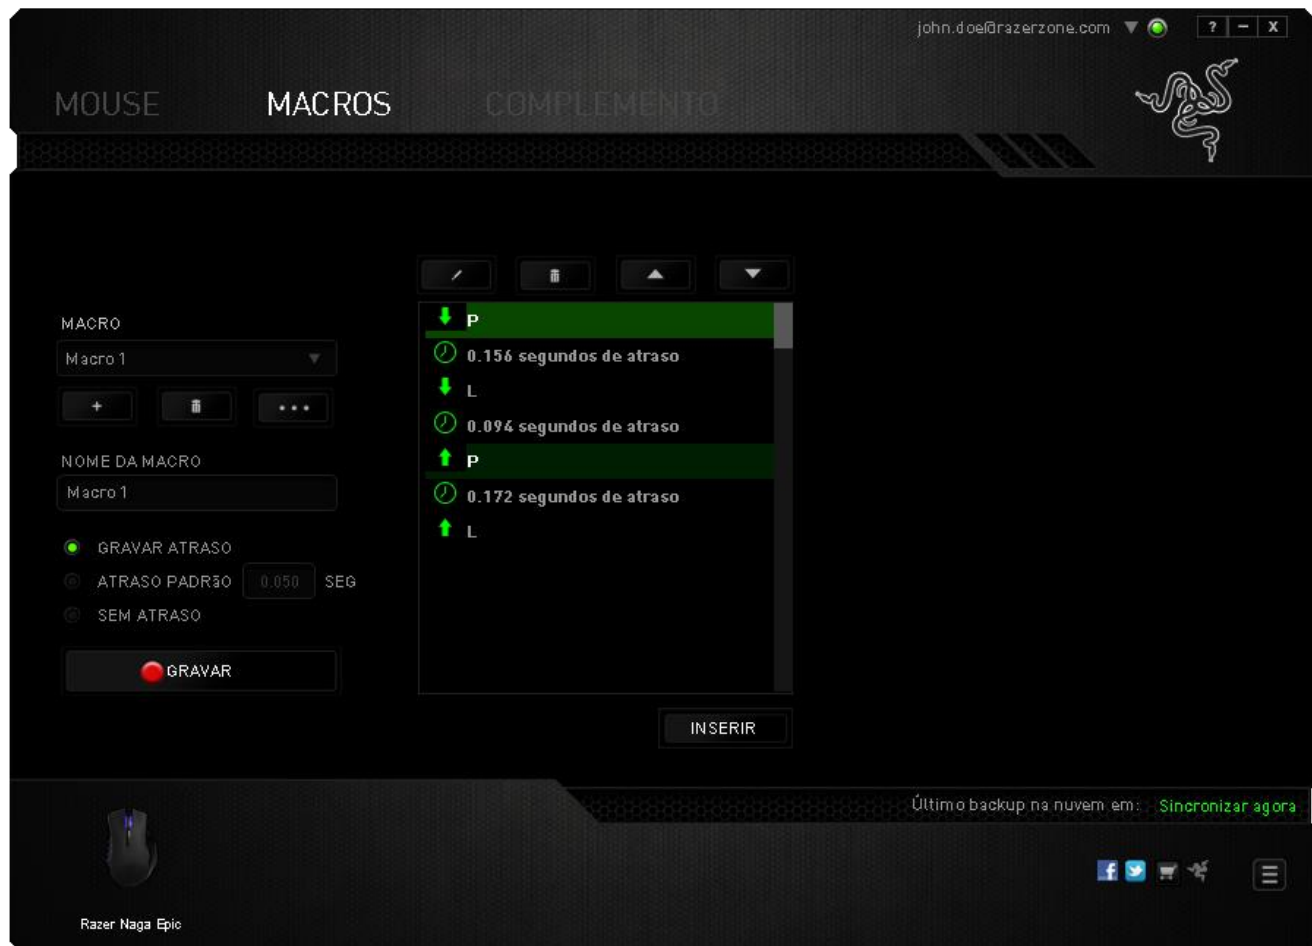 john.doe@razerzone.com
? – X
MOUSE MACROS COMPLEMENTO
MACRO
Macro 1
+
NOME DA MACRO
Macro 1
GRAVAR ATRASO
ATRASO PADRãO 0.050 SEG
SEM ATRASO
GRAVAR
P
0.156 segundos de atraso
L
0.094 segundos de atraso
P
0.172 segundos de atraso
L
INSERIR
Último backup na nuvem em: Sincronizar agora
Razer Naga Epic